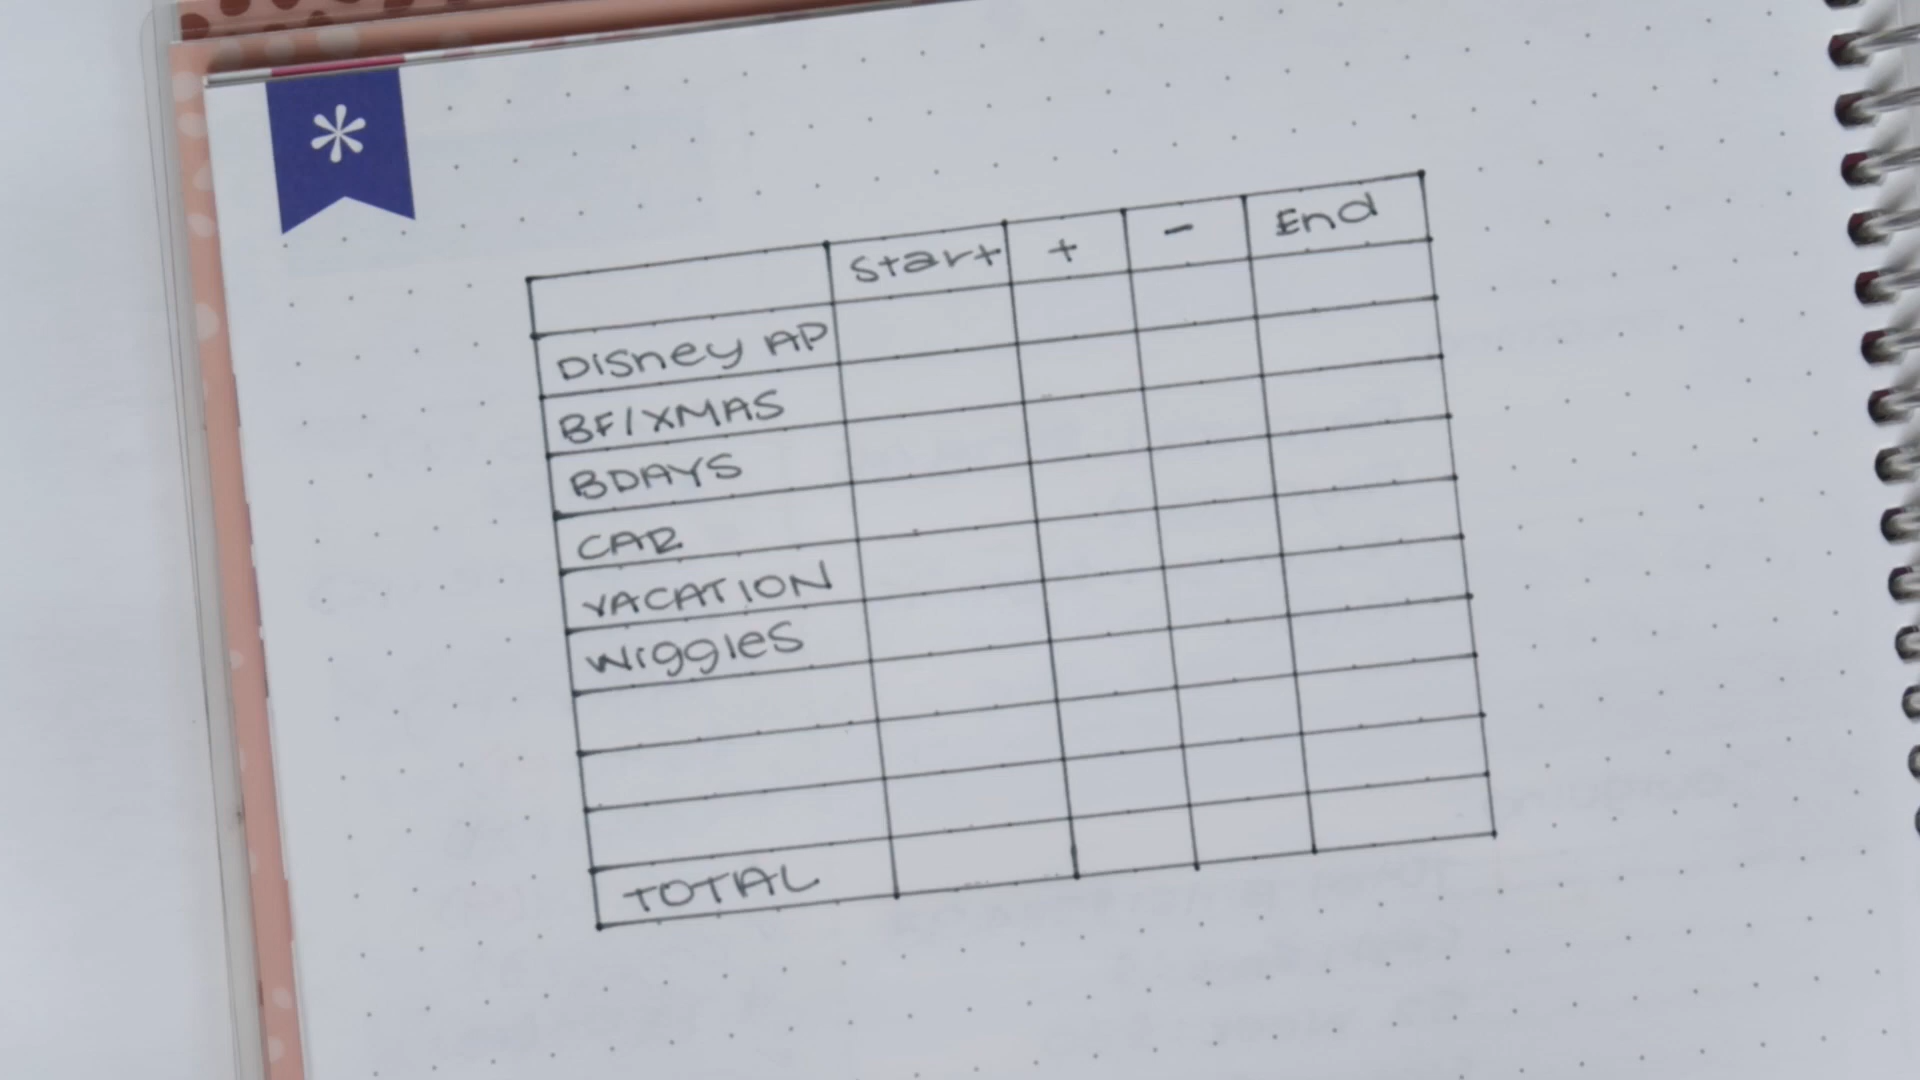 Start + - End
Disney AP
BF/XMAS
BDAYS
CAR
VACATION
Wiggles
TOTAL